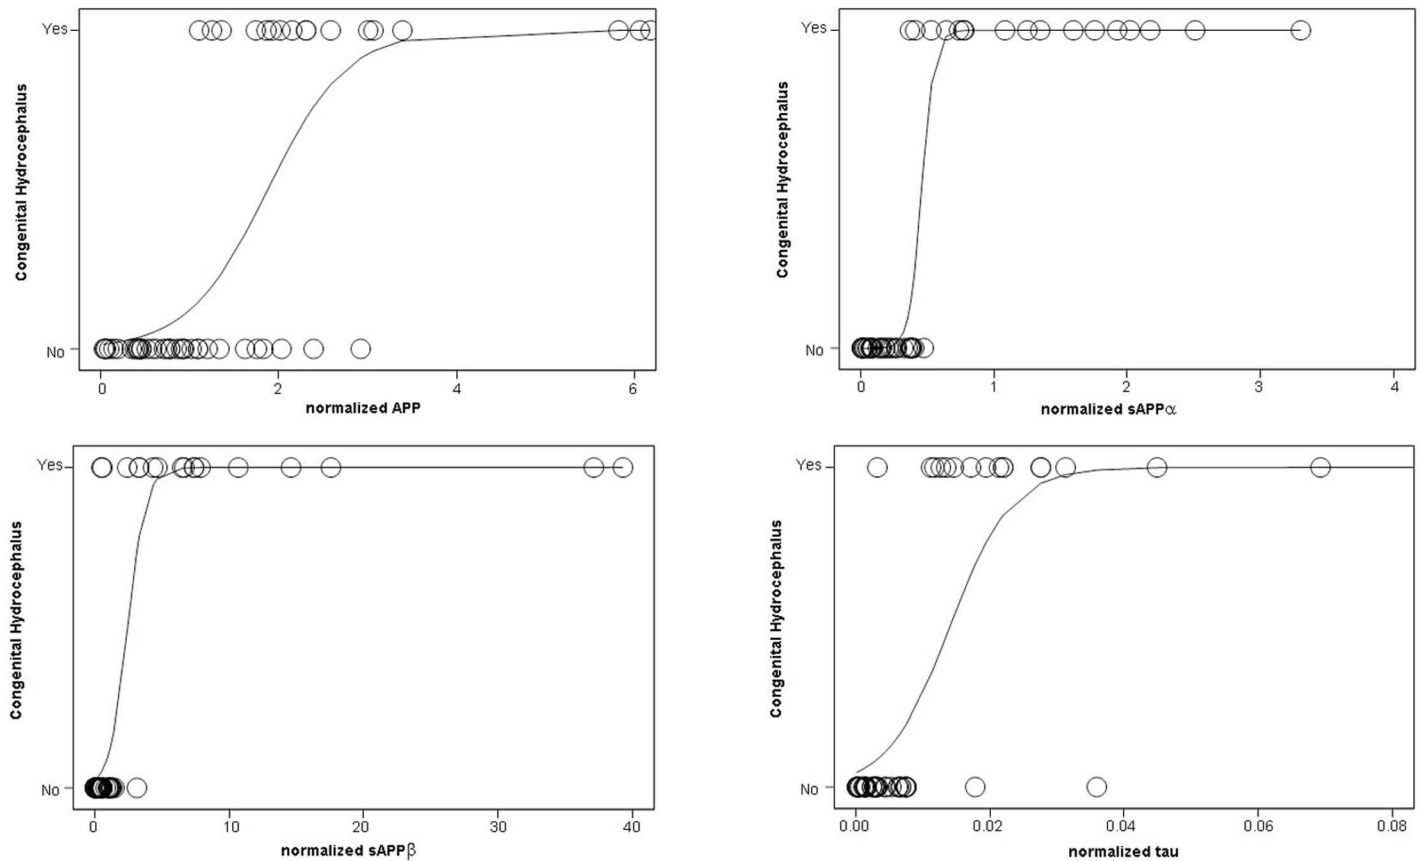 Yes
No
Congenital Hydrocephalus
0 2 4 6
normalized APP
Yes
No
Congenital Hydrocephalus
0 1 2 3 4
normalized sAPPα
Yes
No
Congenital Hydrocephalus
0 10 20 30 40
normalized sAPPβ
Yes
No
Congenital Hydrocephalus
0.00 0.02 0.04 0.06 0.08
normalized tau